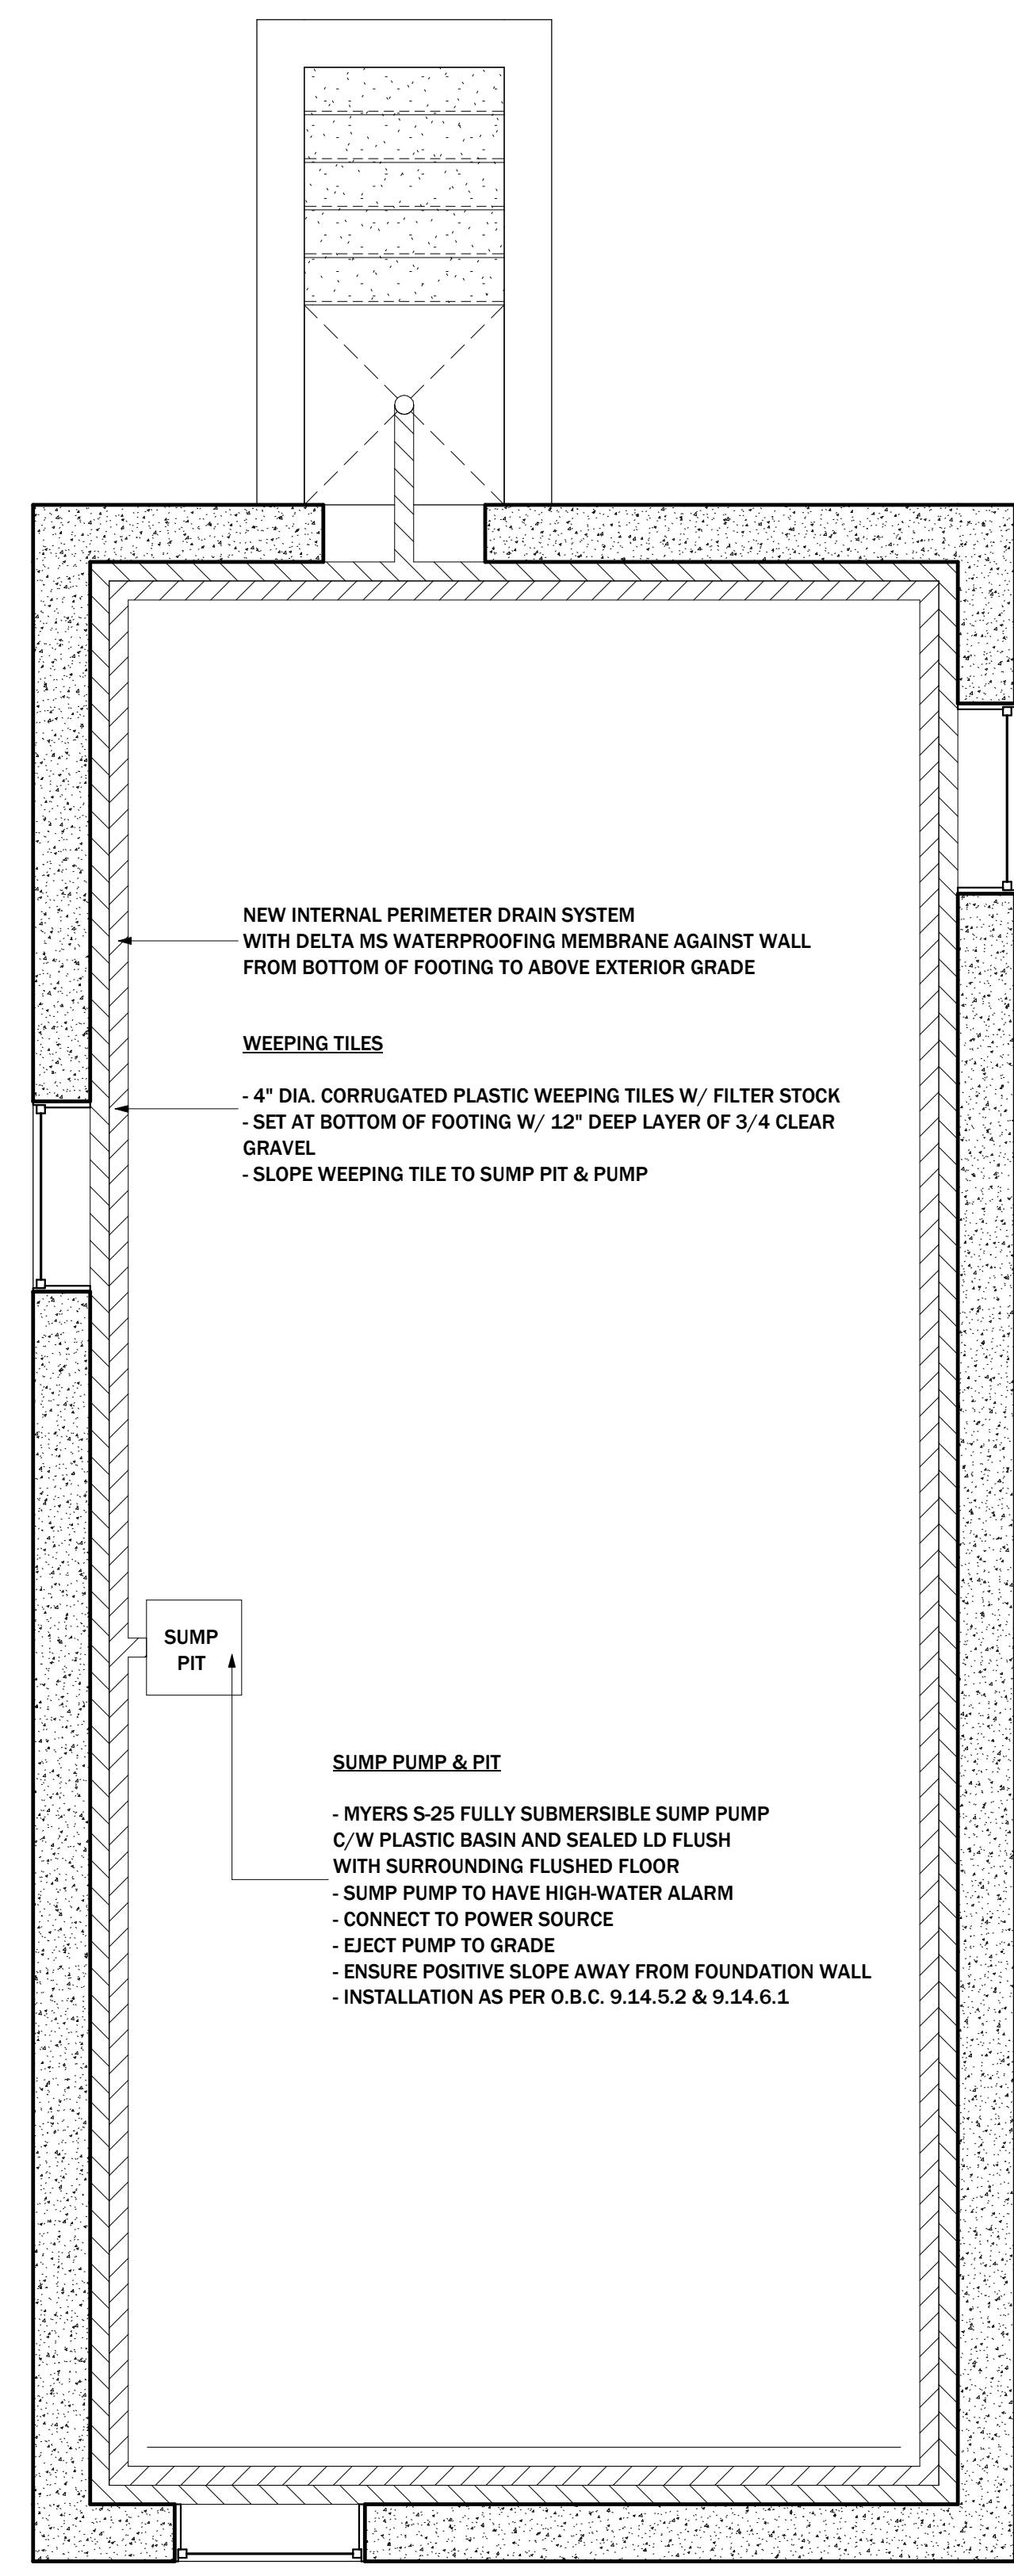 NEW INTERNAL PERIMETER DRAIN SYSTEM
WITH DELTA MS WATERPROOFING MEMBRANE AGAINST WALL
FROM BOTTOM OF FOOTING TO ABOVE EXTERIOR GRADE
WEEPING TILES
- 4" DIA. CORRUGATED PLASTIC WEEPING TILES W/ FILTER STOCK
- SET AT BOTTOM OF FOOTING W/ 12" DEEP LAYER OF 3/4 CLEAR
GRAVEL
- SLOPE WEEPING TILE TO SUMP PIT & PUMP
SUMP
PIT
SUMP PUMP & PIT
- MYERS S-25 FULLY SUBMERSIBLE SUMP PUMP
C/W PLASTIC BASIN AND SEALED LD FLUSH
WITH SURROUNDING FLUSHED FLOOR
- SUMP PUMP TO HAVE HIGH-WATER ALARM
- CONNECT TO POWER SOURCE
- EJECT PUMP TO GRADE
- ENSURE POSITIVE SLOPE AWAY FROM FOUNDATION WALL
- INSTALLATION AS PER O.B.C. 9.14.5.2 & 9.14.6.1